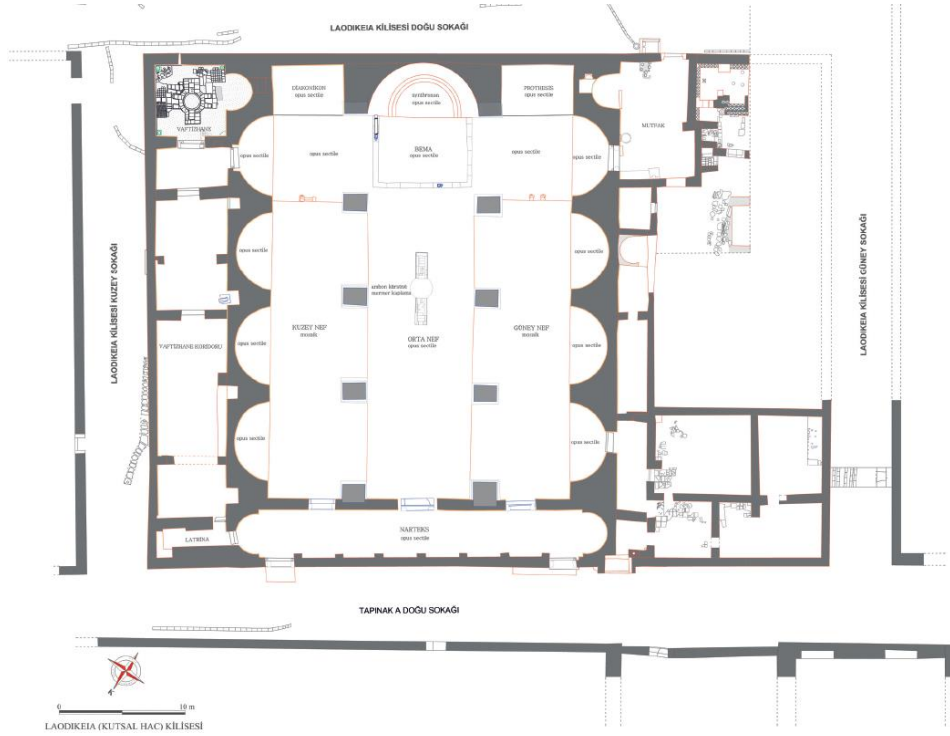 LAODIKEIA KİLİSESİ DOĞU SOKAĞI
DİAKONİKON
opus sectile
SYNTHRONON
opus sectile
PROTHESIS
opus sectile
VAFTİZHANE
MUTFAK
opus sectile
opus sectile
BEMA
opus sectile
opus sectile
opus sectile
LAODIKEIA KİLİSESİ KUZEY SOKAĞI
LAODIKEIA KİLİSESİ GÜNEY SOKAĞI
opus sectile
opus sectile
ambon kürsüsü
mermer kaplama
KUZEY NEF
mozaik
ORTA NEF
opus sectile
GÜNEY NEF
mozaik
VAFTİZHANE KORİDORU
opus sectile
opus sectile
opus sectile
opus sectile
LATRİNA
NARTEKS
opus sectile
TAPINAK A DOĞU SOKAĞI
0 10 m
LAODIKEIA (KUTSAL HAC) KİLİSESİ